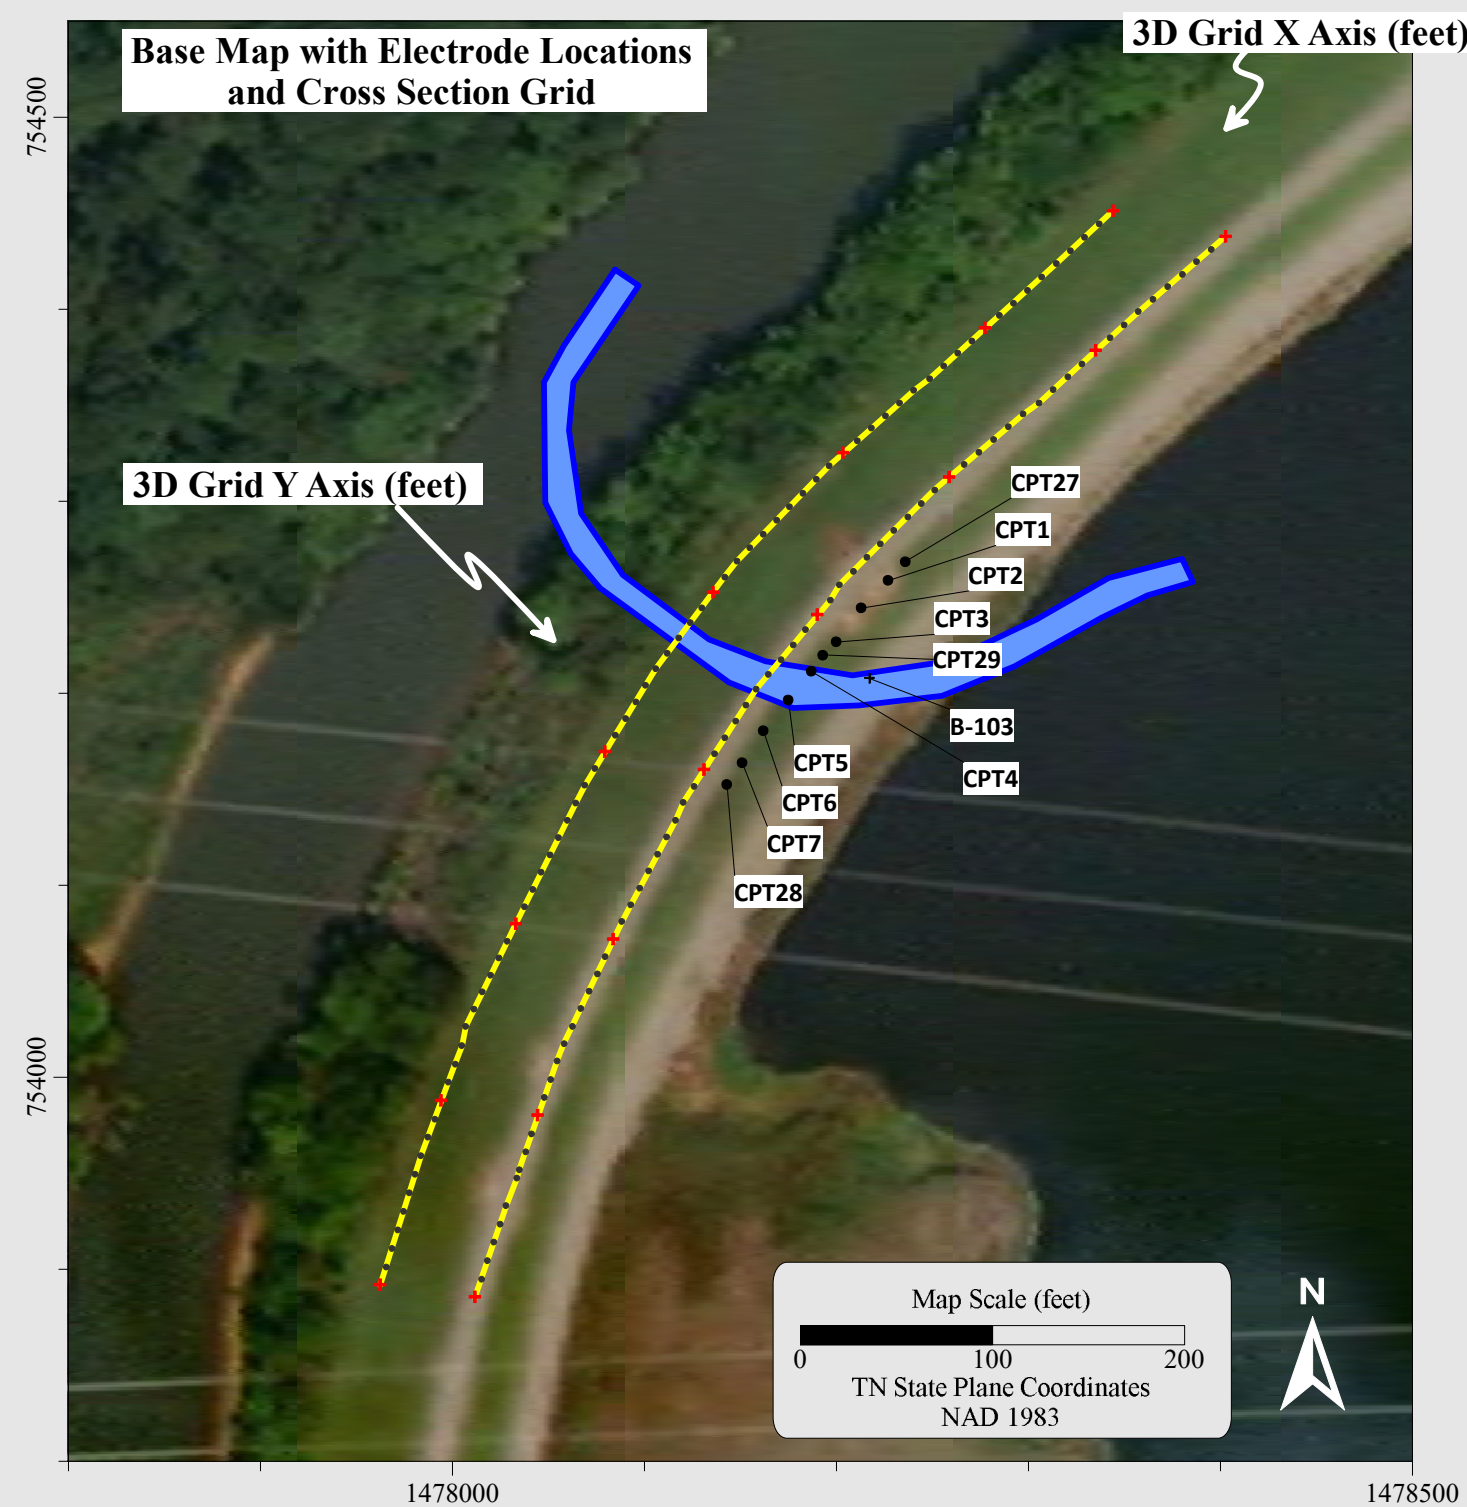 3D Grid X Axis (feet)
Base Map with Electrode Locations
and Cross Section Grid
754500
3D Grid Y Axis (feet)
CPT27
CPT1
CPT2
CPT3
CPT29
B-103
CPT5
CPT4
CPT6
CPT7
CPT28
754000
N
Map Scale (feet)
0 100 200
TN State Plane Coordinates
NAD 1983
1478000
1478500